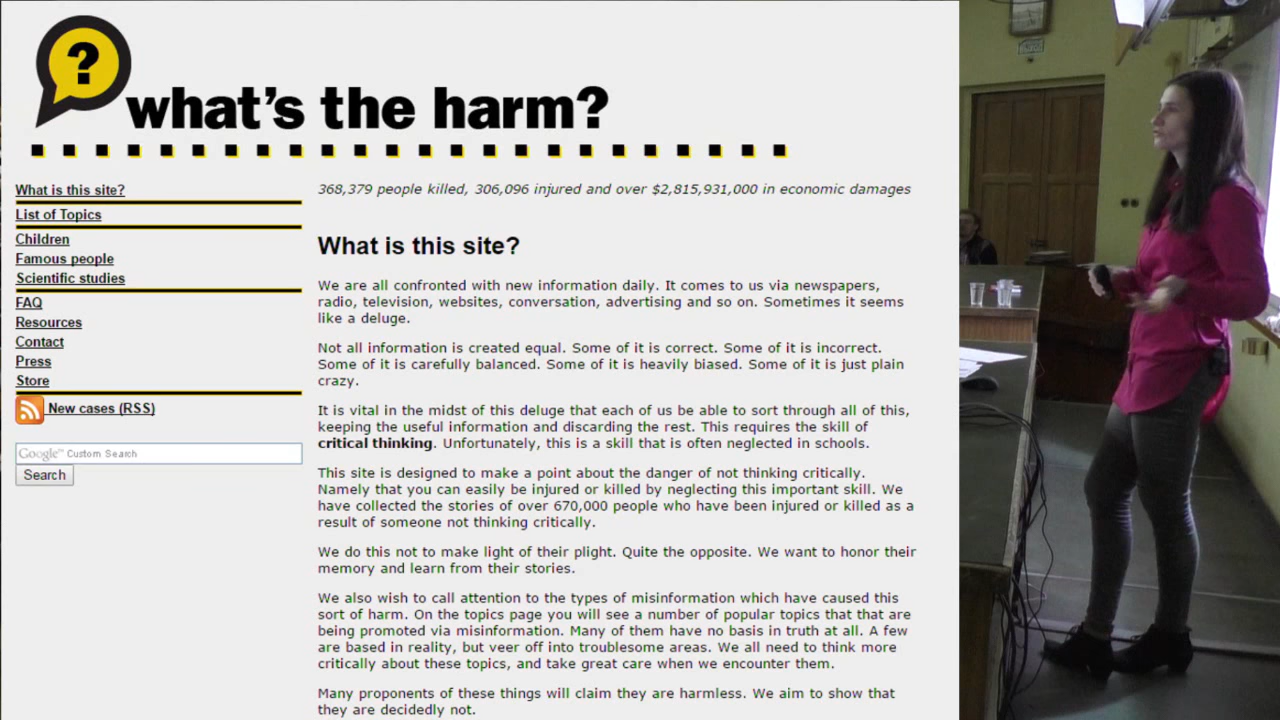 ?
what's the harm?
What is this site?
List of Topics
Children
Famous people
Scientific studies
FAQ
Resources
Contact
Press
Store
New cases (RSS)
Google™ Custom Search
Search
368,379 people killed, 306,096 injured and over $2,815,931,000 in economic damages
What is this site?
We are all confronted with new information daily. It comes to us via newspapers,
radio, television, websites, conversation, advertising and so on. Sometimes it seems
like a deluge.
Not all information is created equal. Some of it is correct. Some of it is incorrect.
Some of it is carefully balanced. Some of it is heavily biased. Some of it is just plain
crazy.
It is vital in the midst of this deluge that each of us be able to sort through all of this,
keeping the useful information and discarding the rest. This requires the skill of
critical thinking. Unfortunately, this is a skill that is often neglected in schools.
This site is designed to make a point about the danger of not thinking critically.
Namely that you can easily be injured or killed by neglecting this important skill. We
have collected the stories of over 670,000 people who have been injured or killed as a
result of someone not thinking critically.
We do this not to make light of their plight. Quite the opposite. We want to honor their
memory and learn from their stories.
We also wish to call attention to the types of misinformation which have caused this
sort of harm. On the topics page you will see a number of popular topics that that are
being promoted via misinformation. Many of them have no basis in truth at all. A few
are based in reality, but veer off into troublesome areas. We all need to think more
critically about these topics, and take great care when we encounter them.
Many proponents of these things will claim they are harmless. We aim to show that
they are decidedly not.